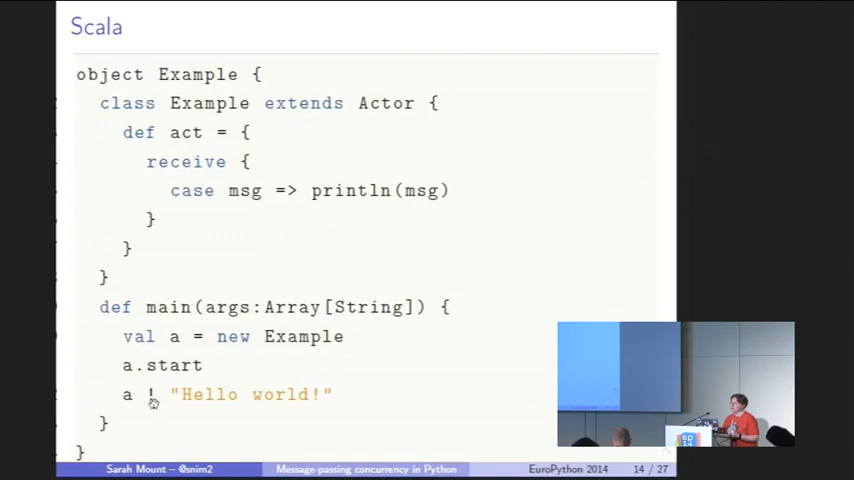 Scala
object Example {
class Example extends Actor {
def act = {
receive {
case msg => println(msg)
}
}
}
def main(args:Array[String]) {
val a = new Example
a.start
a ! "Hello world!"
}
}
Sarah Mount – @snim2 Message-passing concurrency in Python EuroPython 2014 14 / 27